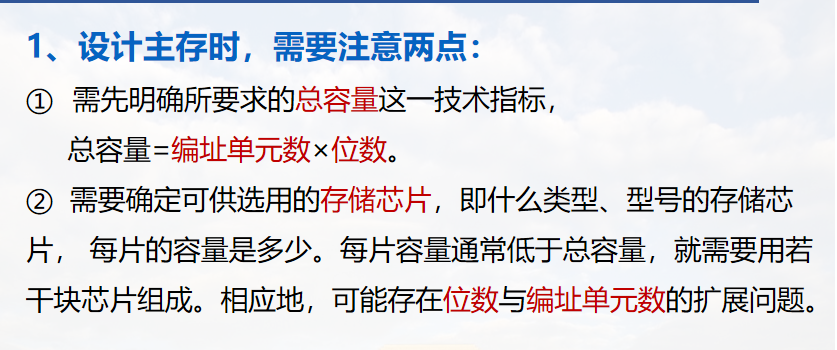 1、设计主存时，需要注意两点：
① 需先明确所要求的总容量这一技术指标，
总容量=编址单元数×位数。
② 需要确定可供选用的存储芯片，即什么类型、型号的存储芯
片， 每片的容量是多少。每片容量通常低于总容量，就需要用若
干块芯片组成。相应地，可能存在位数与编址单元数的扩展问题。